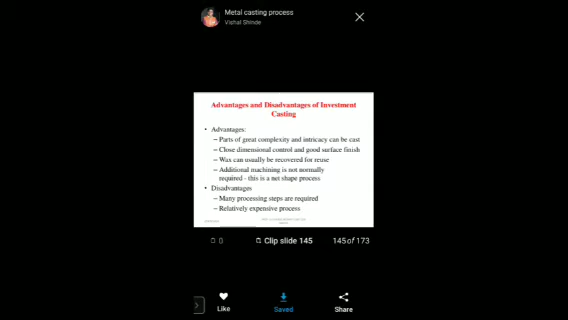 Metal casting process
Vishal Shinde
Advantages and Disadvantages of Investment
Casting
• Advantages:
– Parts of great complexity and intricacy can be cast
– Close dimensional control and good surface finish
– Wax can usually be recovered for reuse
– Additional machining is not normally
required - this is a net shape process
• Disadvantages
– Many processing steps are required
– Relatively expensive process
Clip slide 145
145 of 173
Like
Saved
Share